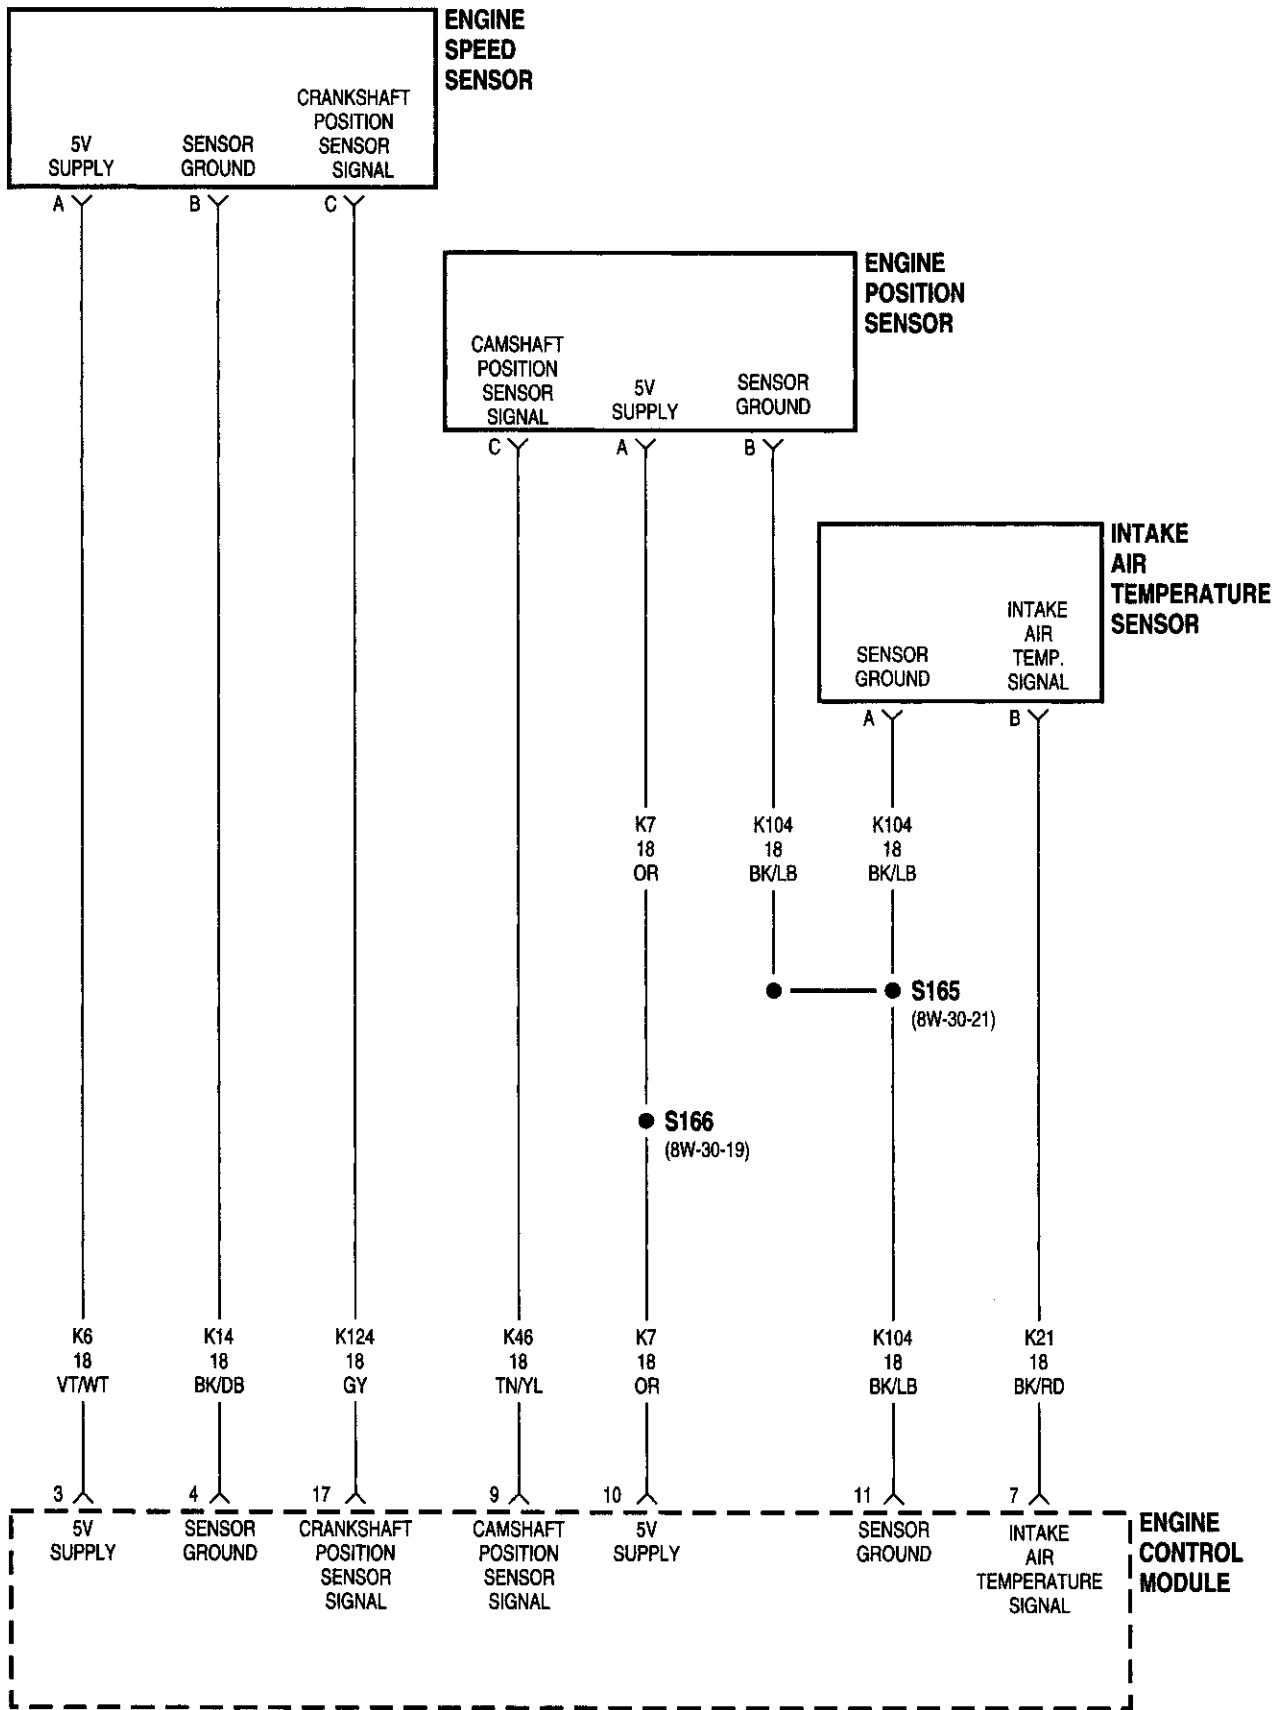 ENGINE
SPEED
SENSOR
5V
SUPPLY
SENSOR
GROUND
CRANKSHAFT
POSITION
SENSOR
SIGNAL
A
B
C
ENGINE
POSITION
SENSOR
CAMSHAFT
POSITION
SENSOR
SIGNAL
5V
SUPPLY
SENSOR
GROUND
C
A
B
INTAKE
AIR
TEMPERATURE
SENSOR
SENSOR
GROUND
INTAKE
AIR
TEMP.
SIGNAL
A
B
K7
18
OR
K104
18
BK/LB
K104
18
BK/LB
S165
(8W-30-21)
S166
(8W-30-19)
K6
18
VT/WT
K14
18
BK/DB
K124
18
GY
K46
18
TN/YL
K7
18
OR
K104
18
BK/LB
K21
18
BK/RD
3
4
17
9
10
11
7
5V
SUPPLY
SENSOR
GROUND
CRANKSHAFT
POSITION
SENSOR
SIGNAL
CAMSHAFT
POSITION
SENSOR
SIGNAL
5V
SUPPLY
SENSOR
GROUND
INTAKE
AIR
TEMPERATURE
SIGNAL
ENGINE
CONTROL
MODULE